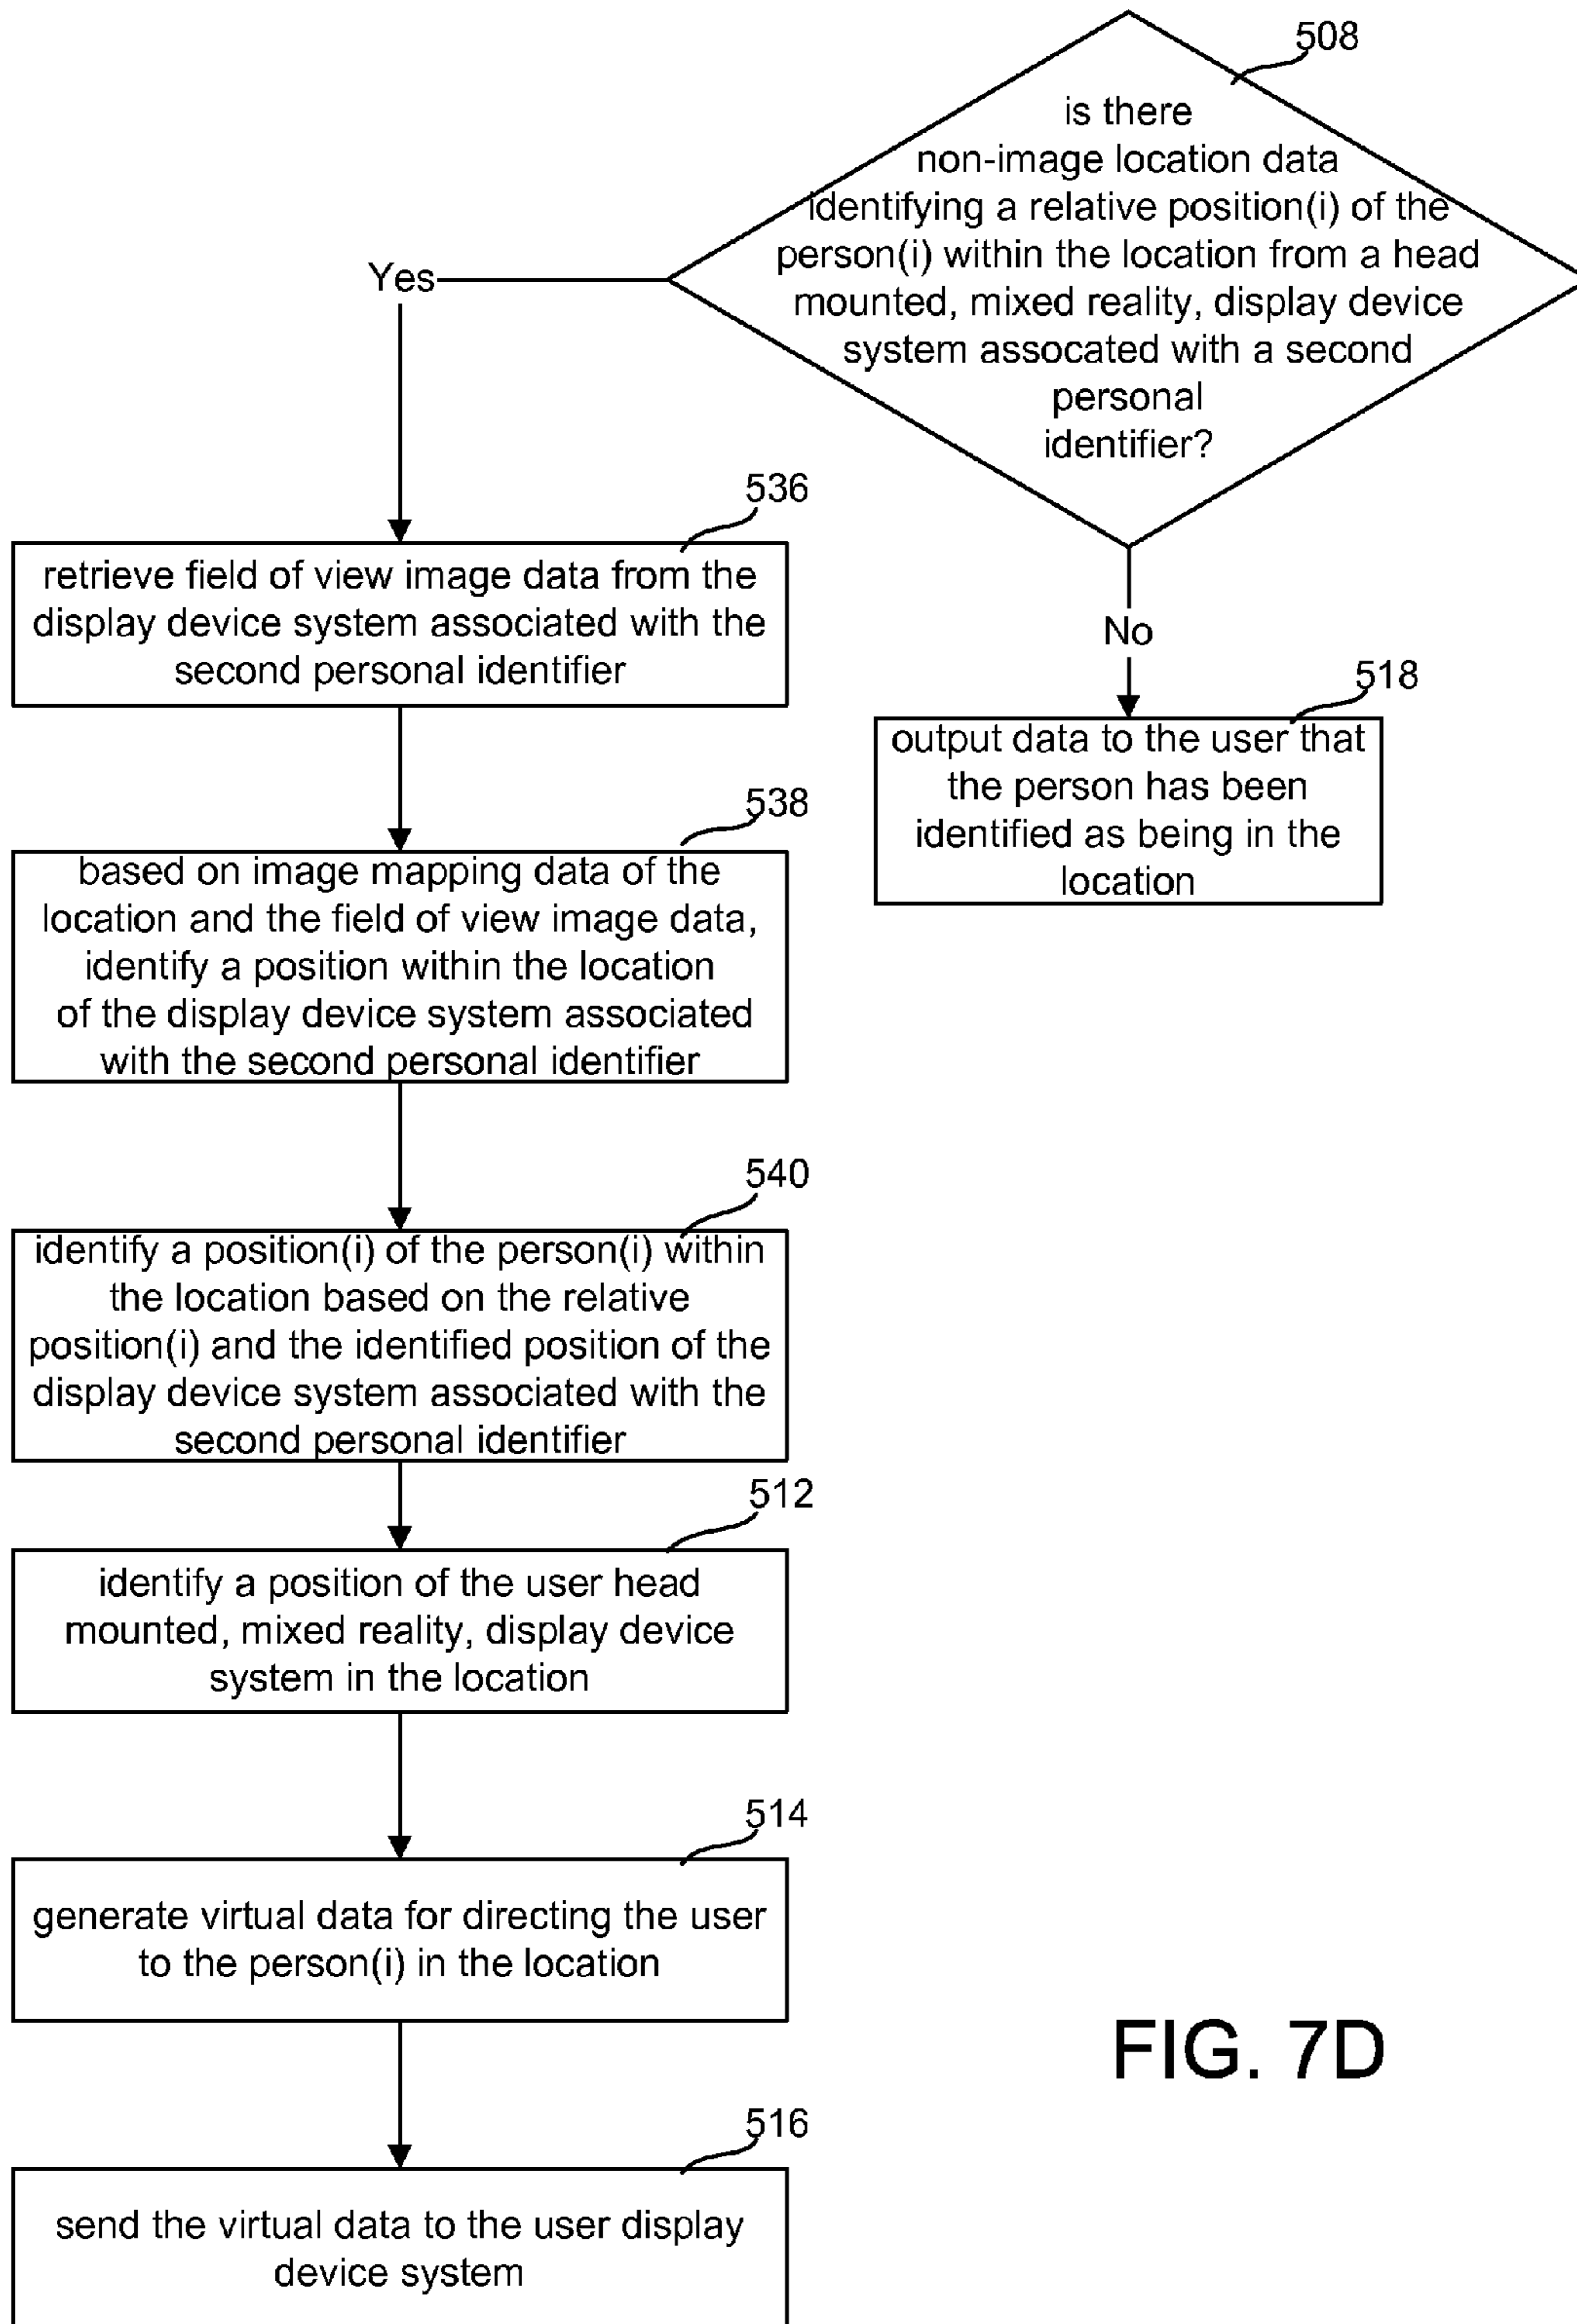 508
is there
non-image location data
identifying a relative position(i) of the
person(i) within the location from a head
mounted, mixed reality, display device
system assocated with a second
personal
identifier?
Yes
536
retrieve field of view image data from the
display device system associated with the
second personal identifier
No
518
output data to the user that
the person has been
identified as being in the
location
538
based on image mapping data of the
location and the field of view image data,
identify a position within the location
of the display device system associated
with the second personal identifier
540
identify a position(i) of the person(i) within
the location based on the relative
position(i) and the identified position of the
display device system associated with the
second personal identifier
512
identify a position of the user head
mounted, mixed reality, display device
system in the location
514
generate virtual data for directing the user
to the person(i) in the location
516
send the virtual data to the user display
device system
FIG. 7D